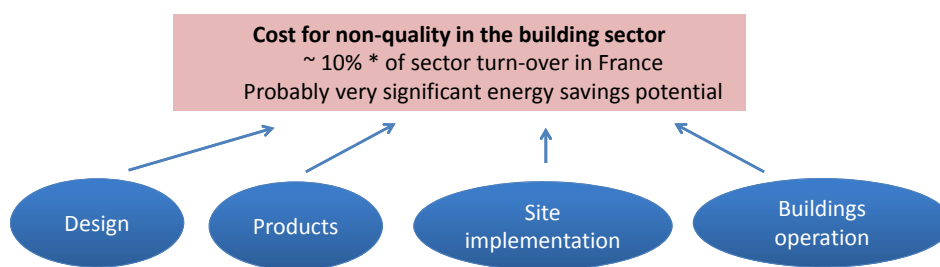 Cost for non-quality in the building sector
~ 10% * of sector turn-over in France
Probably very significant energy savings potential
Design
Products
Site
implementation
Buildings
operation